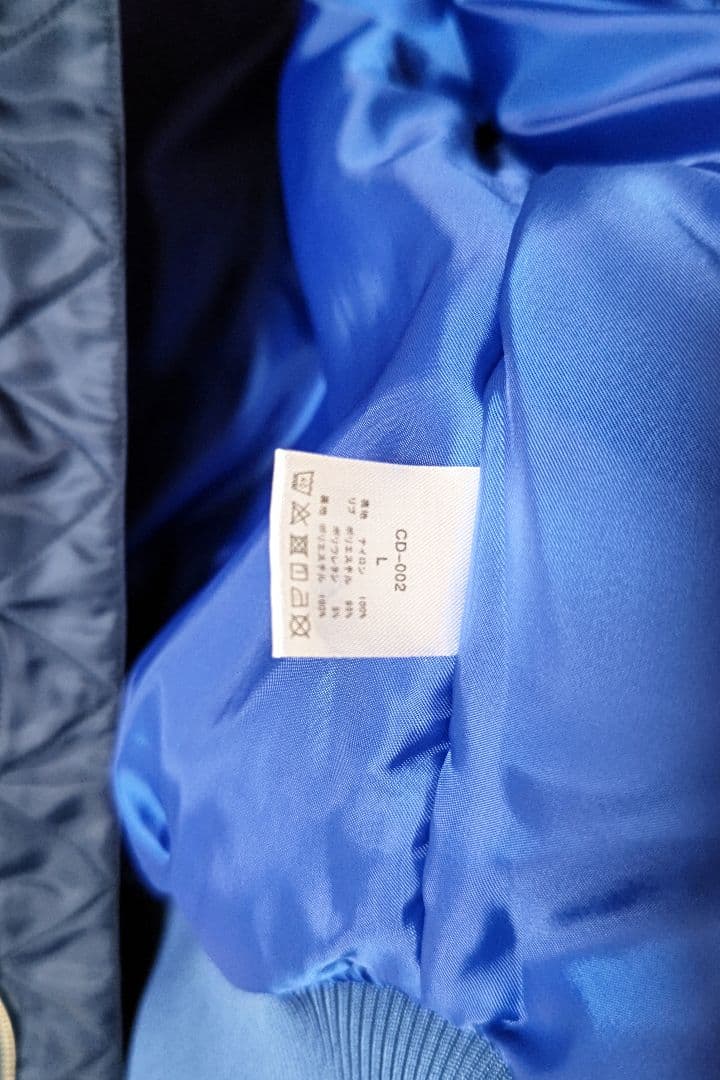 CD-002
L
表地 ナイロン 100%
リブ ポリエステル 95%
ポリウレタン 5%
裏地 ポリエステル 100%